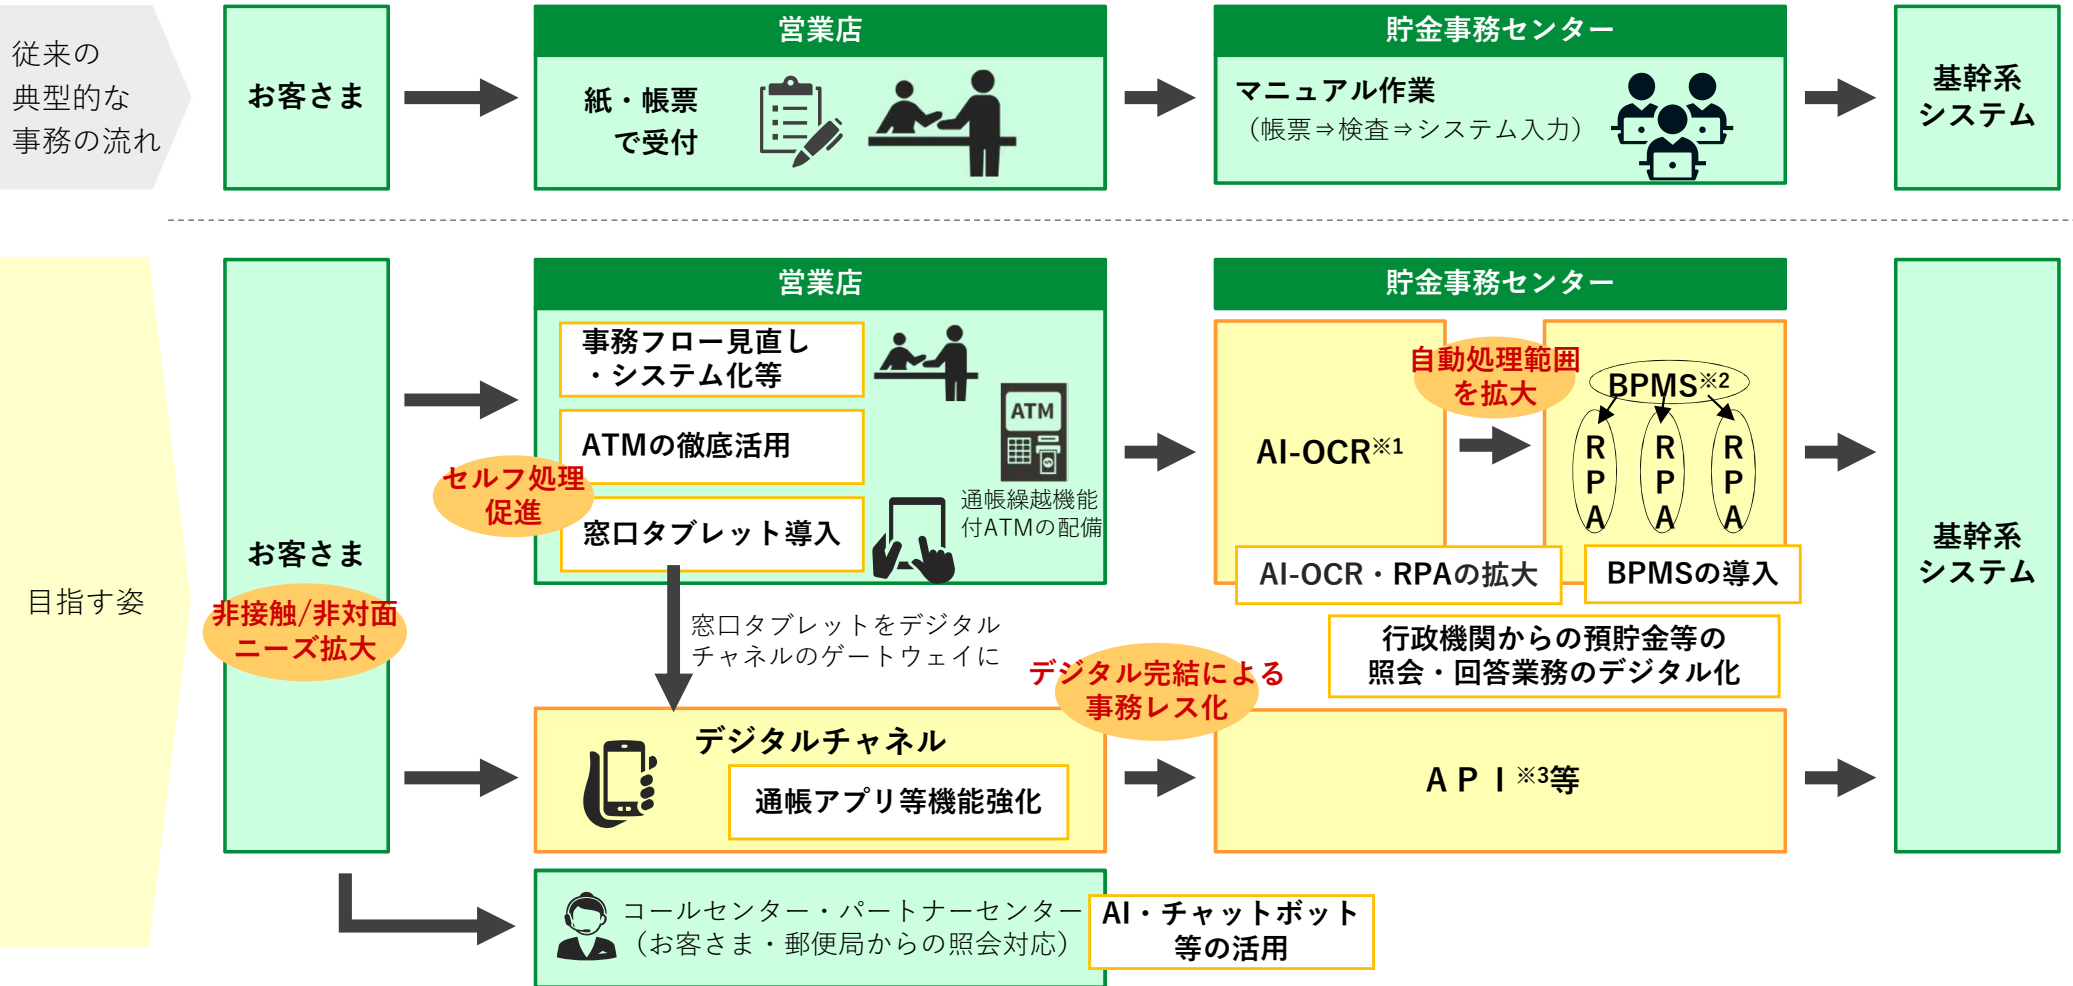 従来の
典型的な
事務の流れ
お客さま
営業店
紙・帳票
で受付
貯金事務センター
マニュアル作業
（帳票⇒検査⇒システム入力）
基幹系
システム
目指す姿
お客さま
非接触/非対面
ニーズ拡大
営業店
事務フロー見直し
・システム化等
ATMの徹底活用
セルフ処理
促進
窓口タブレット導入
ATM
通帳繰越機能
付ATMの配備
窓口タブレットをデジタル
チャネルのゲートウェイに
貯金事務センター
AI-OCR※1
自動処理範囲
を拡大
BPMS※2
RPA
RPA
RPA
AI-OCR・RPAの拡大
BPMSの導入
行政機関からの預貯金等の
照会・回答業務のデジタル化
デジタル完結による
事務レス化
デジタルチャネル
通帳アプリ等機能強化
ＡＰＩ※3等
基幹系
システム
コールセンター・パートナーセンター
（お客さま・郵便局からの照会対応）
AI・チャットボット
等の活用